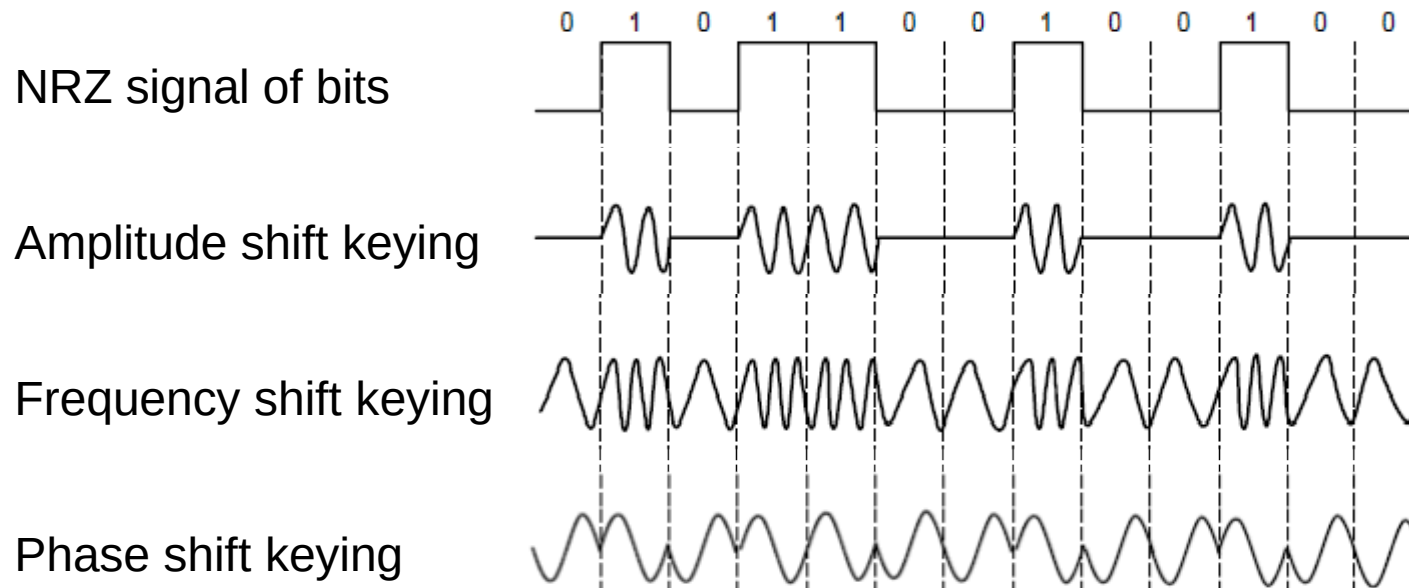 0 1 0 1 1 0 0 1 0 0 1 0 0
NRZ signal of bits
Amplitude shift keying
Frequency shift keying
Phase shift keying